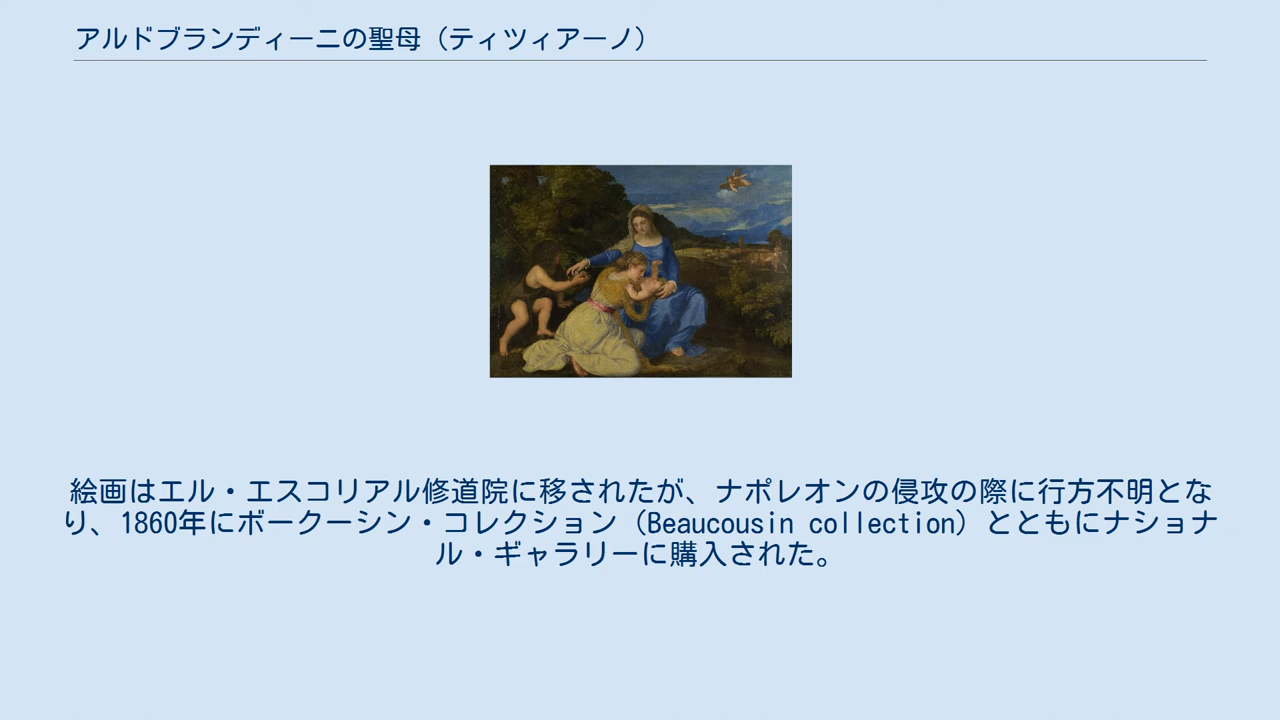 アルドブランディーニの聖母（ティツィアーノ）
絵画はエル・エスコリアル修道院に移されたが、ナポレオンの侵攻の際に行方不明とな
り、1860年にボークーシン・コレクション（Beaucousin collection）とともにナショナ
ル・ギャラリーに購入された。